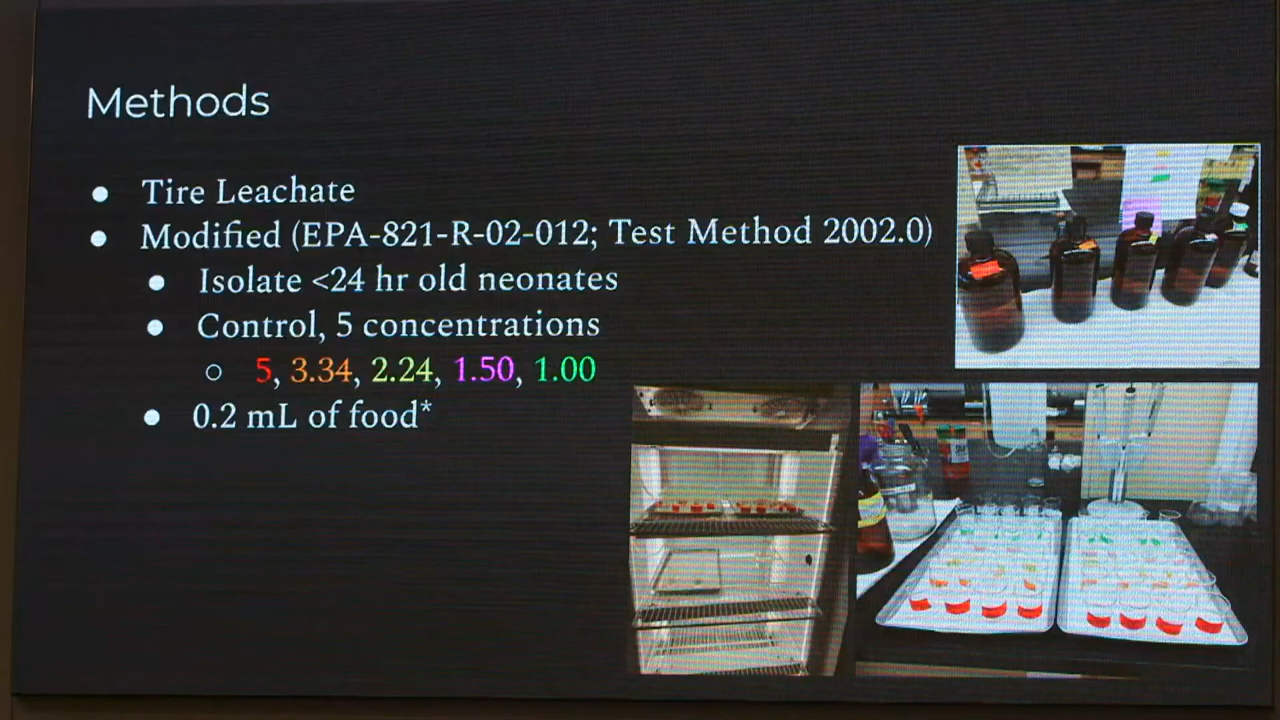 Methods
● Tire Leachate
● Modified (EPA-821-R-02-012; Test Method 2002.0)
● Isolate <24 hr old neonates
● Control, 5 concentrations
○ 5, 3.34, 2.24, 1.50, 1.00
● 0.2 mL of food*